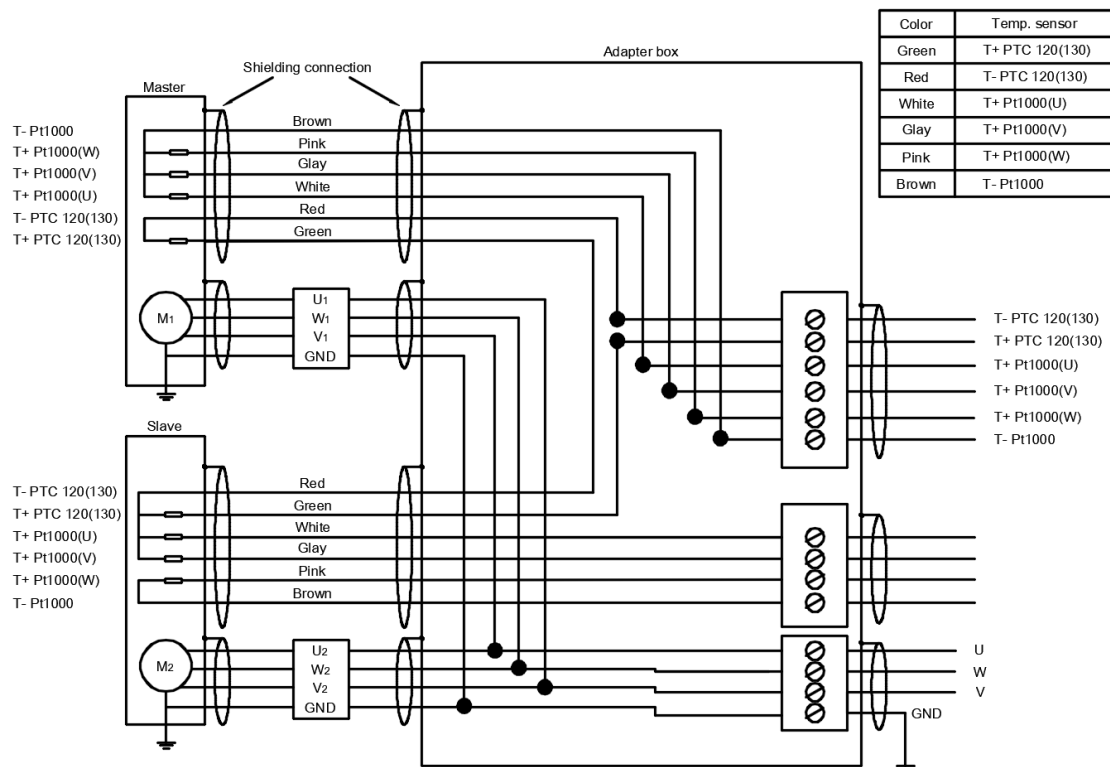 Color Temp. sensor
Green T+ PTC 120(130)
Red T- PTC 120(130)
White T+ Pt1000(U)
Glay T+ Pt1000(V)
Pink T+ Pt1000(W)
Brown T- Pt1000
Adapter box
Shielding connection
Master
T- Pt1000
T+ Pt1000(W)
T+ Pt1000(V)
T+ Pt1000(U)
T- PTC 120(130)
T+ PTC 120(130)
Brown
Pink
Glay
White
Red
Green
M1
U1
W1
V1
GND
T- PTC 120(130)
T+ PTC 120(130)
T+ Pt1000(U)
T+ Pt1000(V)
T+ Pt1000(W)
T- Pt1000
Slave
T- PTC 120(130)
T+ PTC 120(130)
T+ Pt1000(U)
T+ Pt1000(V)
T+ Pt1000(W)
T- Pt1000
Red
Green
White
Glay
Pink
Brown
M2
U2
W2
V2
GND
U
W
V
GND